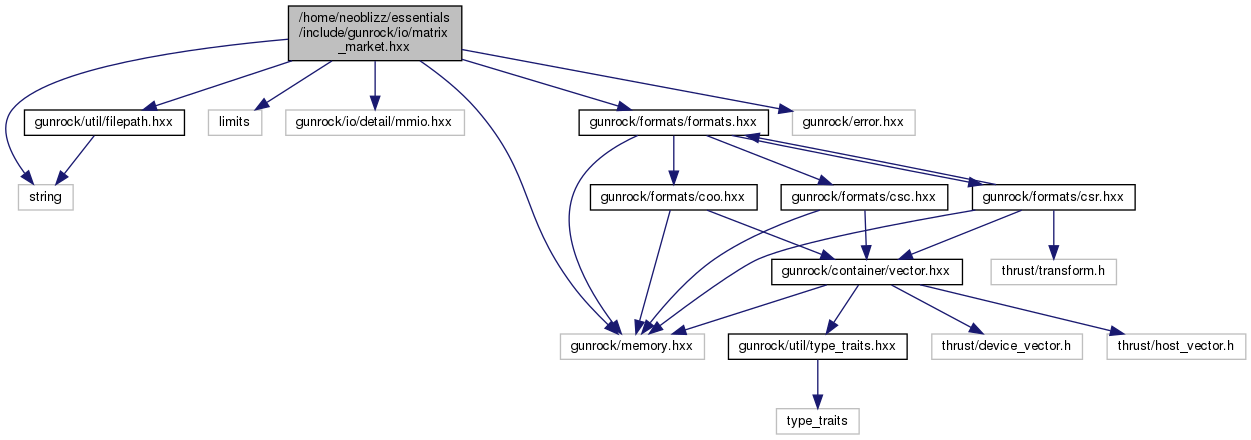 /home/neoblizz/essentials
/include/gunrock/io/matrix
_market.hxx
gunrock/util/filepath.hxx
limits
gunrock/io/detail/mmio.hxx
gunrock/formats/formats.hxx
gunrock/error.hxx
string
gunrock/formats/coo.hxx
gunrock/formats/csc.hxx
gunrock/formats/csr.hxx
gunrock/container/vector.hxx
thrust/transform.h
gunrock/memory.hxx
gunrock/util/type_traits.hxx
thrust/device_vector.h
thrust/host_vector.h
type_traits